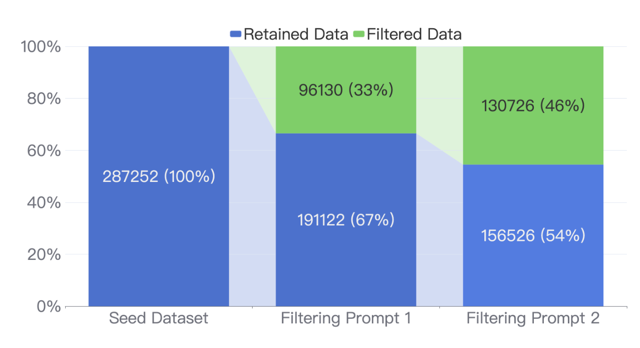 Retained Data Filtered Data
100%
80%
60%
40%
20%
0%
287252 (100%)
96130 (33%)
191122 (67%)
130726 (46%)
156526 (54%)
Seed Dataset
Filtering Prompt 1
Filtering Prompt 2